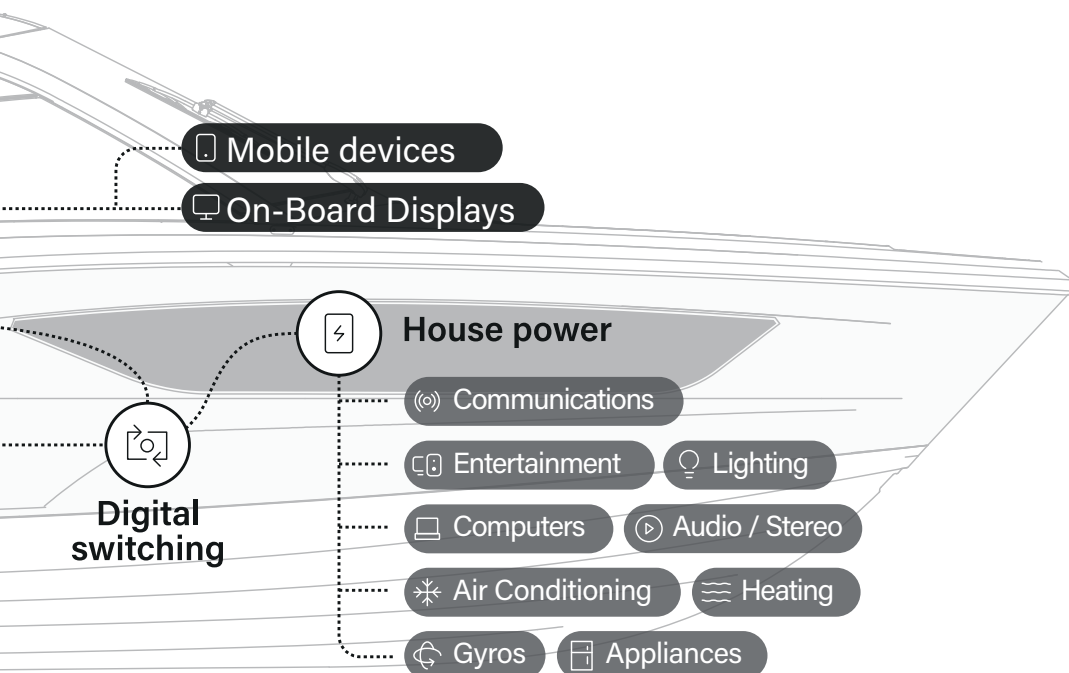 Mobile devices
On-Board Displays
House power
Communications
Entertainment
Lighting
Digital
switching
Computers
Audio / Stereo
Air Conditioning
Heating
Gyros
Appliances